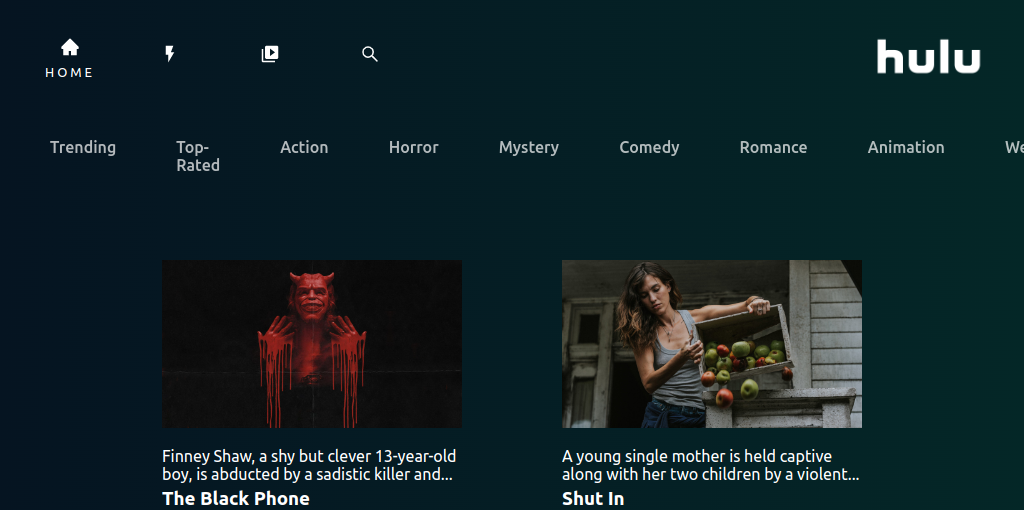 HOME
hulu
Trending
Top-
Rated
Action
Horror
Mystery
Comedy
Romance
Animation
We
Finney Shaw, a shy but clever 13-year-old
boy, is abducted by a sadistic killer and...
The Black Phone
A young single mother is held captive
along with her two children by a violent...
Shut In